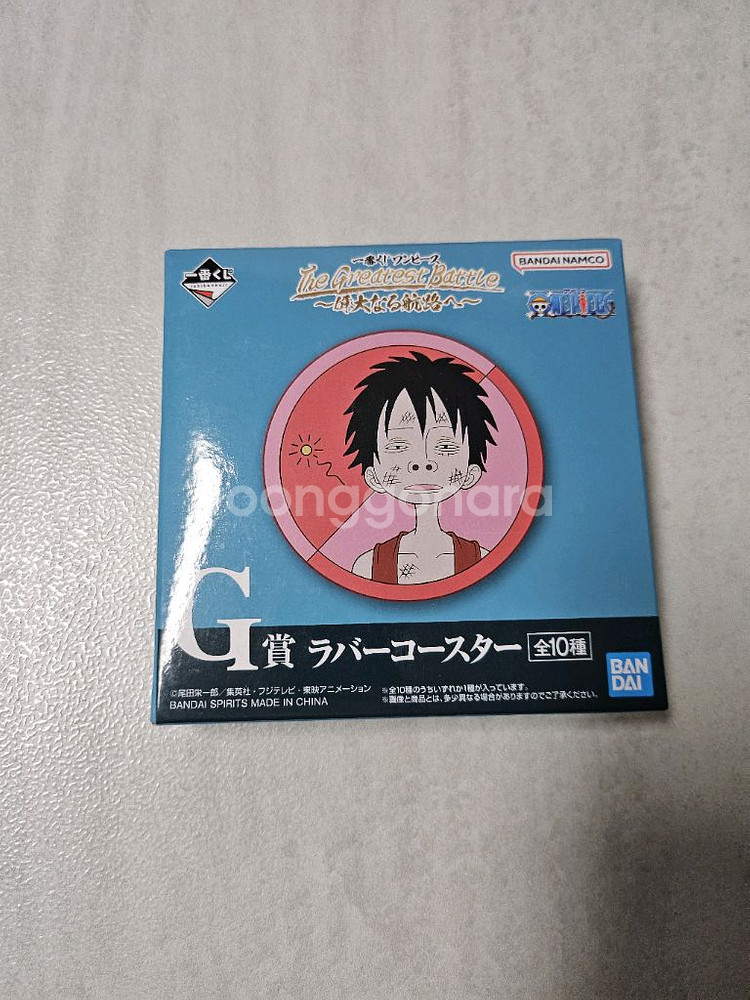 一番くじ
一番くじ ワンピース
The Greatest Battle
～偉大なる航路へ～
BANDAI NAMCO
ONE PIECE
joonggonara
G賞 ラバーコースター 全10種
©尾田栄一郎／集英社・フジテレビ・東映アニメーション
BANDAI SPIRITS MADE IN CHINA
※全10種のうちいずれか1種が入っています。
※画像と商品とは、多少異なる場合がありますのでご了承ください。
BAN
DAI